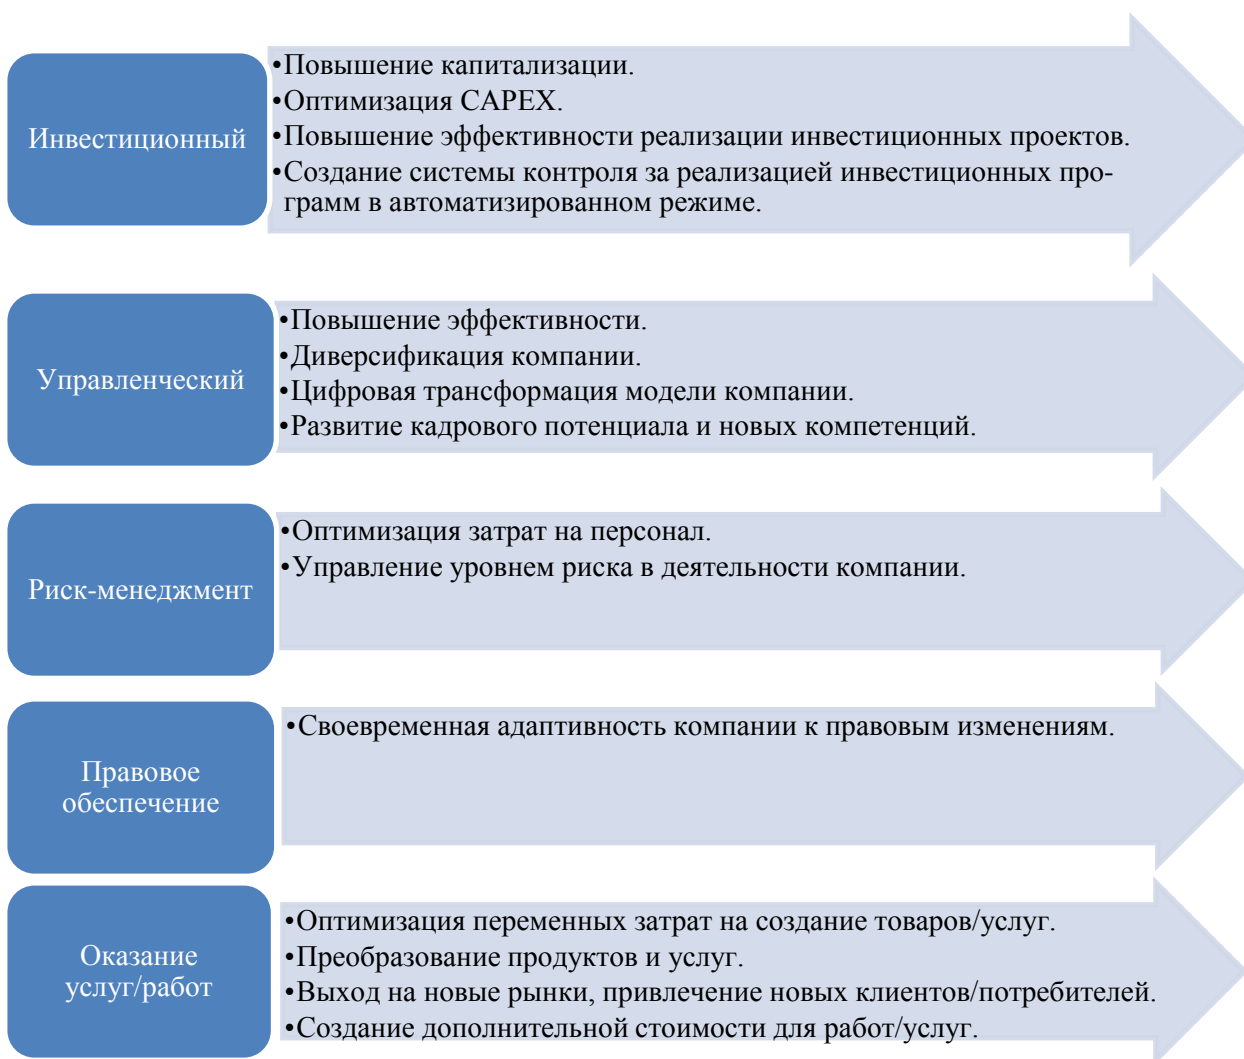 Инвестиционный
•Повышение капитализации.
•Оптимизация CAPEX.
•Повышение эффективности реализации инвестиционных проектов.
•Создание системы контроля за реализацией инвестиционных про-
грамм в автоматизированном режиме.
Управленческий
•Повышение эффективности.
•Диверсификация компании.
•Цифровая трансформация модели компании.
•Развитие кадрового потенциала и новых компетенций.
Риск-менеджмент
•Оптимизация затрат на персонал.
•Управление уровнем риска в деятельности компании.
Правовое
обеспечение
•Своевременная адаптивность компании к правовым изменениям.
Оказание
услуг/работ
•Оптимизация переменных затрат на создание товаров/услуг.
•Преобразование продуктов и услуг.
•Выход на новые рынки, привлечение новых клиентов/потребителей.
•Создание дополнительной стоимости для работ/услуг.